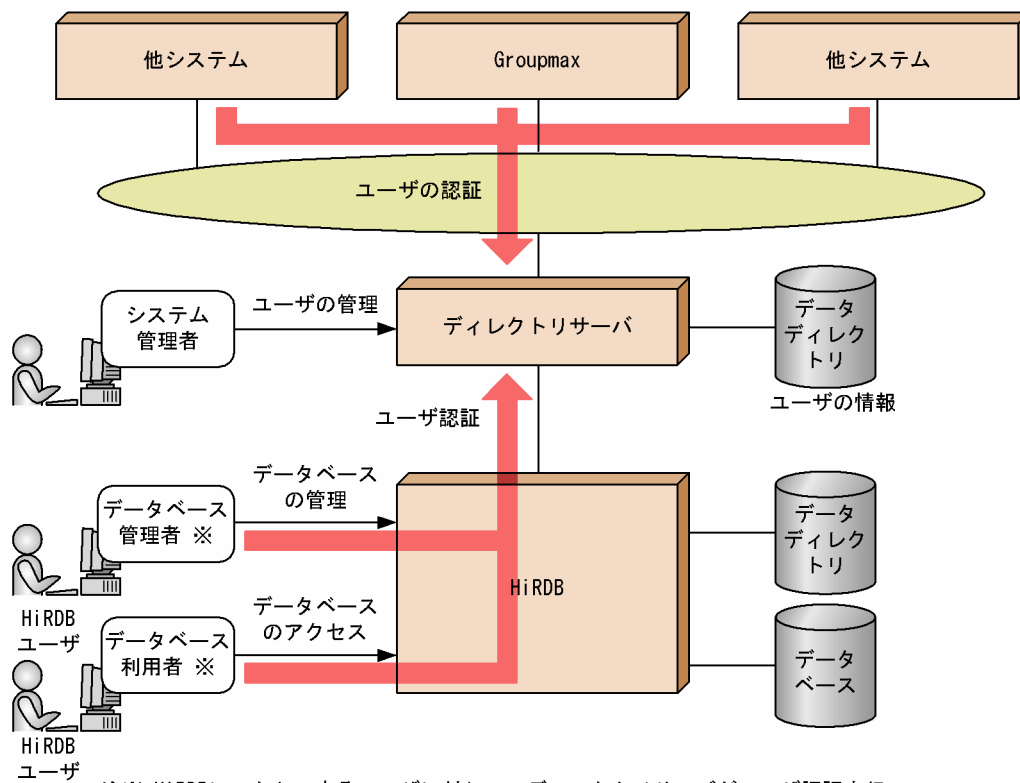 他システム
Groupmax
他システム
ユーザの認証
システム
管理者
ユーザの管理
ディレクトリサーバ
データ
ディレク
トリ
ユーザの情報
ユーザ認証
データベース
管理者 ※
データベース
の管理
HiRDB
ユーザ
HiRDB
データ
ディレク
トリ
データベース
利用者 ※
データベース
のアクセス
データ
ベース
HiRDB
ユーザ